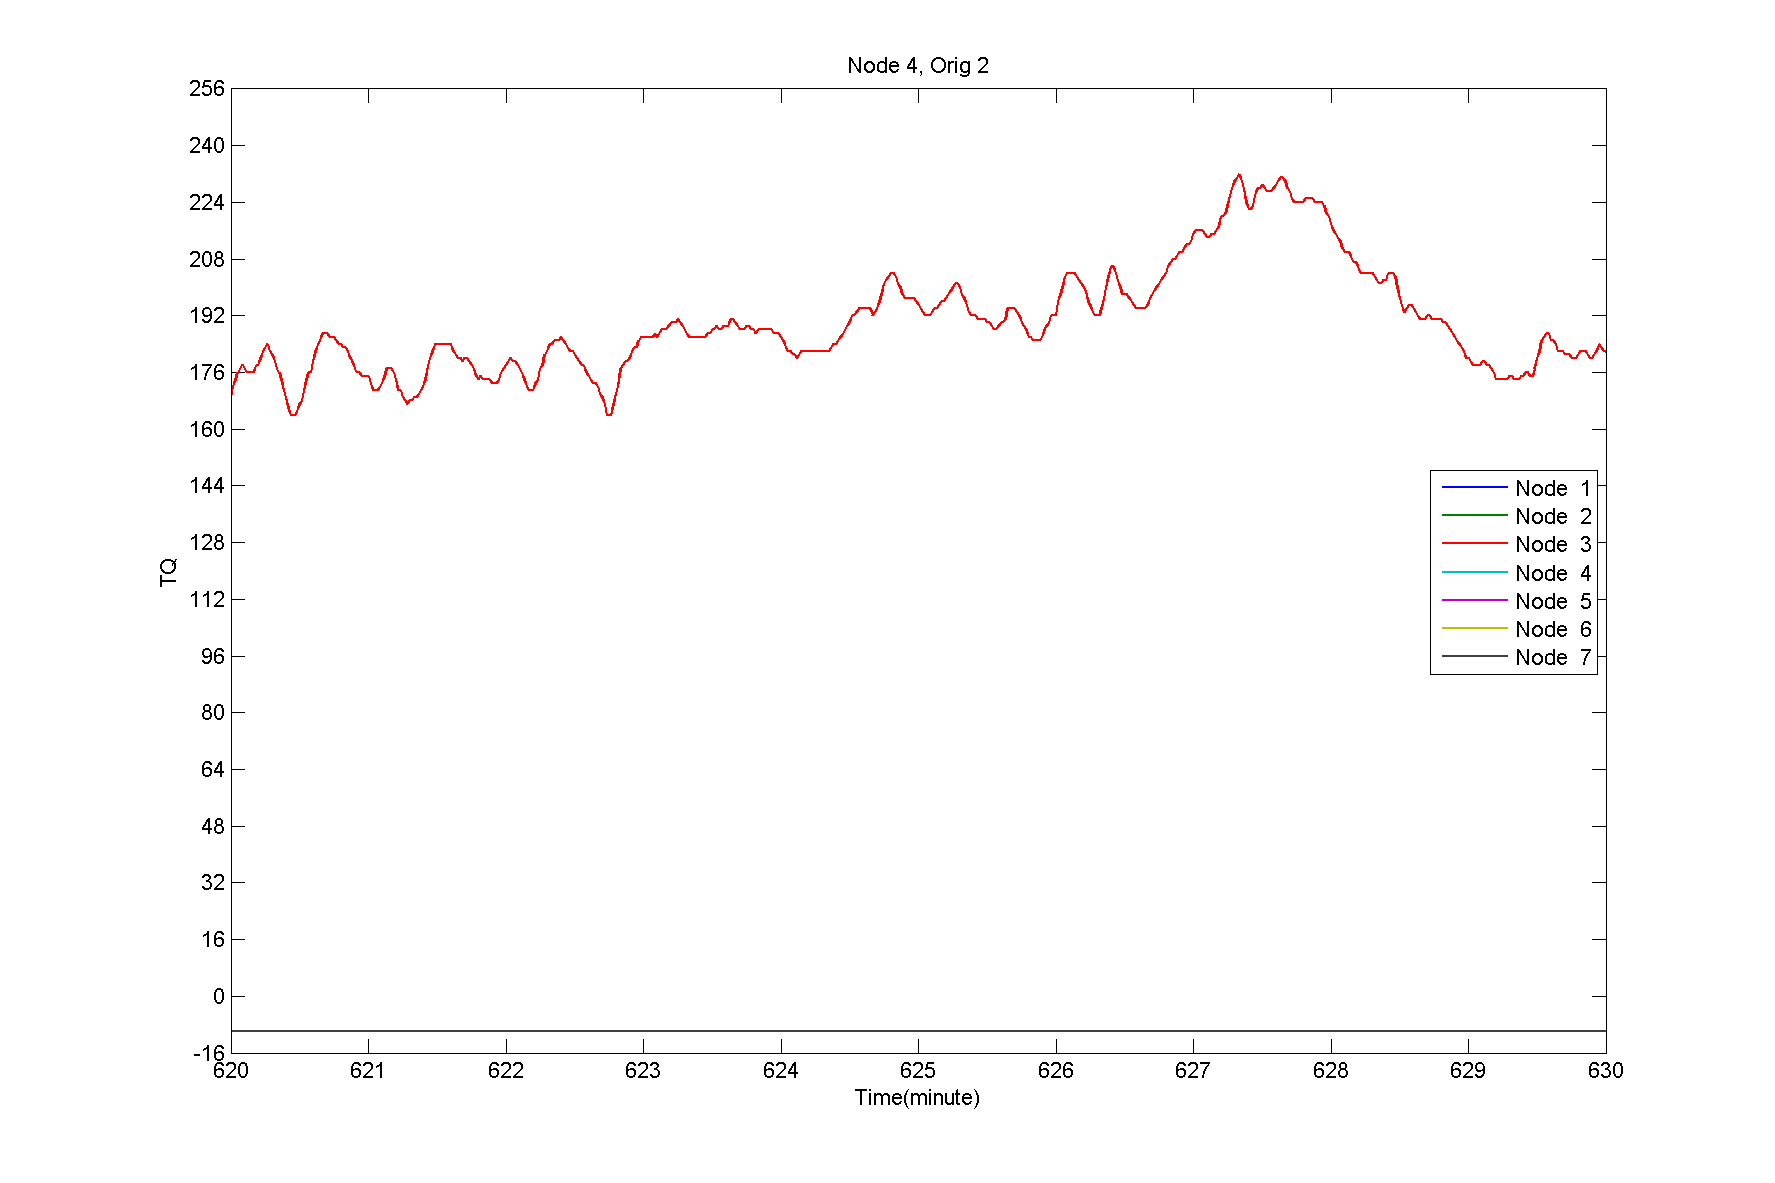 Node 4, Orig 2
256
240
224
208
192
176
160
144
128
112
96
80
64
48
32
16
0
-16
TQ
Node 1
Node 2
Node 3
Node 4
Node 5
Node 6
Node 7
620 621 622 623 624 625 626 627 628 629 630
Time(minute)